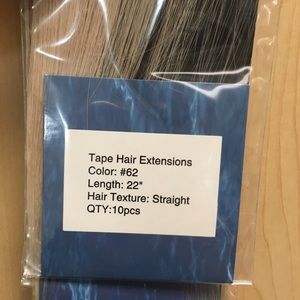 Tape Hair Extensions
Color: #62
Length: 22"
Hair Texture: Straight
QTY:10pcs